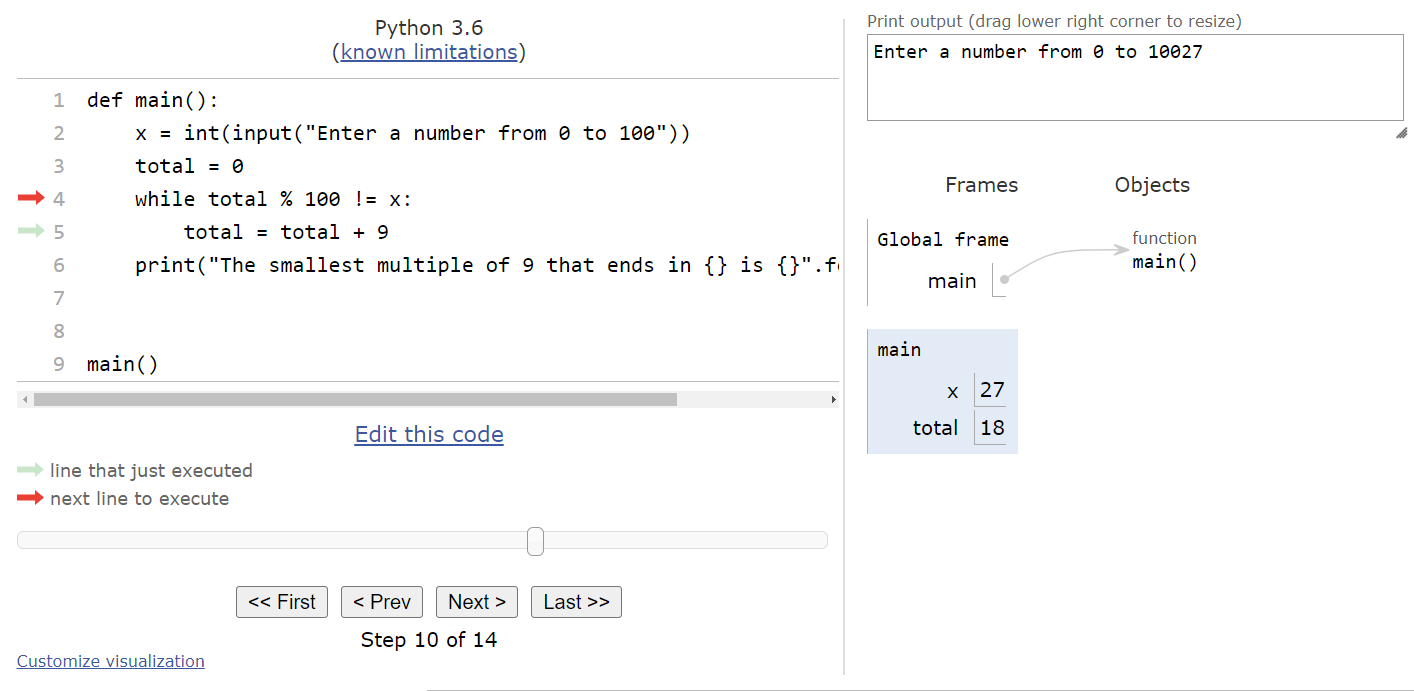 Python 3.6
(known limitations)
1 def main():
2     x = int(input("Enter a number from 0 to 100"))
3     total = 0
4     while total % 100 != x:
5         total = total + 9
6     print("The smallest multiple of 9 that ends in {} is {}".f
7
8
9 main()
Edit this code
line that just executed
next line to execute
<< First
< Prev
Next >
Last >>
Step 10 of 14
Customize visualization
Print output (drag lower right corner to resize)
Enter a number from 0 to 10027
Frames
Objects
Global frame
main
function
main()
main
x 27
total 18